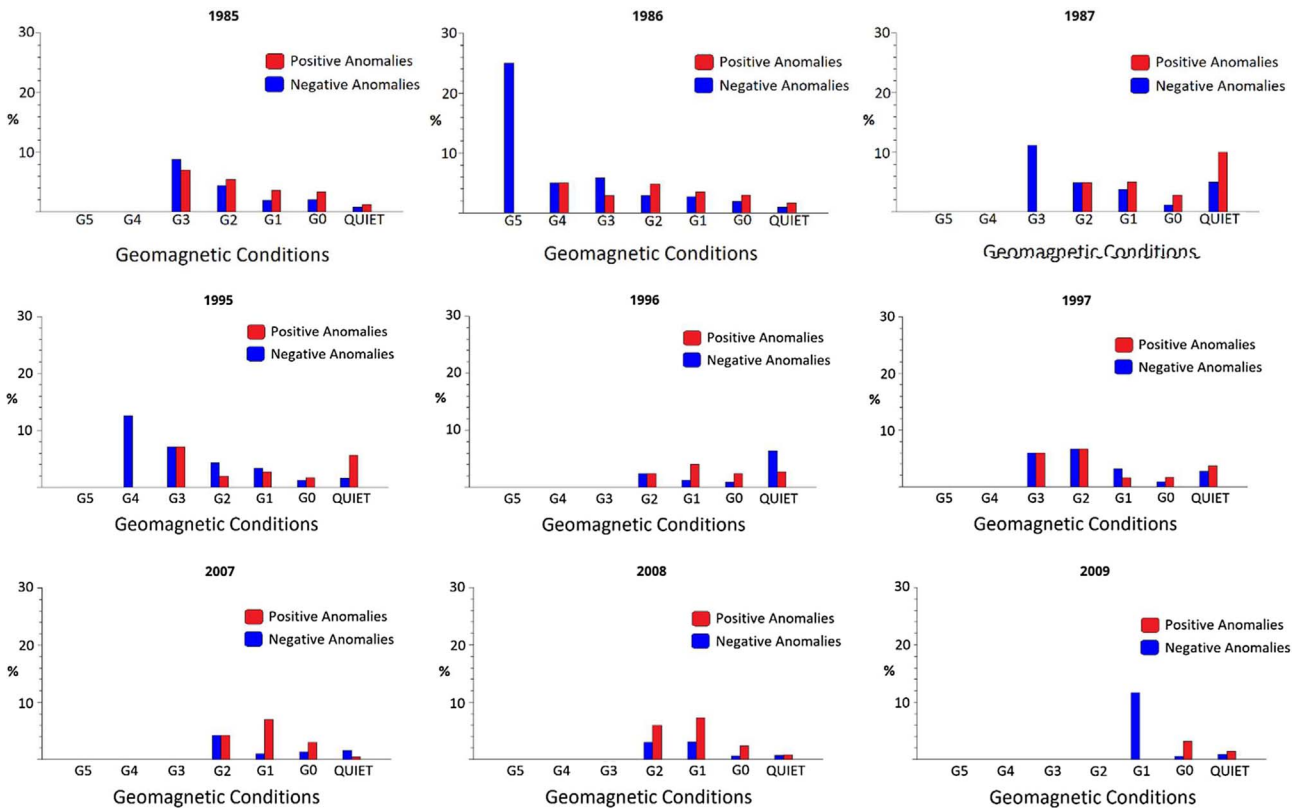 1985
30
Positive Anomalies
Negative Anomalies
20
%
10
G5 G4 G3 G2 G1 G0 QUIET
Geomagnetic Conditions
1986
30
Positive Anomalies
Negative Anomalies
20
%
10
G5 G4 G3 G2 G1 G0 QUIET
Geomagnetic Conditions
1987
30
Positive Anomalies
Negative Anomalies
20
%
10
G5 G4 G3 G2 G1 G0 QUIET
Geomagnetic Conditions
1995
30
Positive Anomalies
Negative Anomalies
20
%
10
G5 G4 G3 G2 G1 G0 QUIET
Geomagnetic Conditions
1996
30
Positive Anomalies
Negative Anomalies
20
%
10
G5 G4 G3 G2 G1 G0 QUIET
Geomagnetic Conditions
1997
30
Positive Anomalies
Negative Anomalies
20
%
10
G5 G4 G3 G2 G1 G0 QUIET
Geomagnetic Conditions
2007
30
Positive Anomalies
Negative Anomalies
20
%
10
G5 G4 G3 G2 G1 G0 QUIET
Geomagnetic Conditions
2008
30
Positive Anomalies
Negative Anomalies
20
%
10
G5 G4 G3 G2 G1 G0 QUIET
Geomagnetic Conditions
2009
30
Positive Anomalies
Negative Anomalies
20
%
10
G5 G4 G3 G2 G1 G0 QUIET
Geomagnetic Conditions